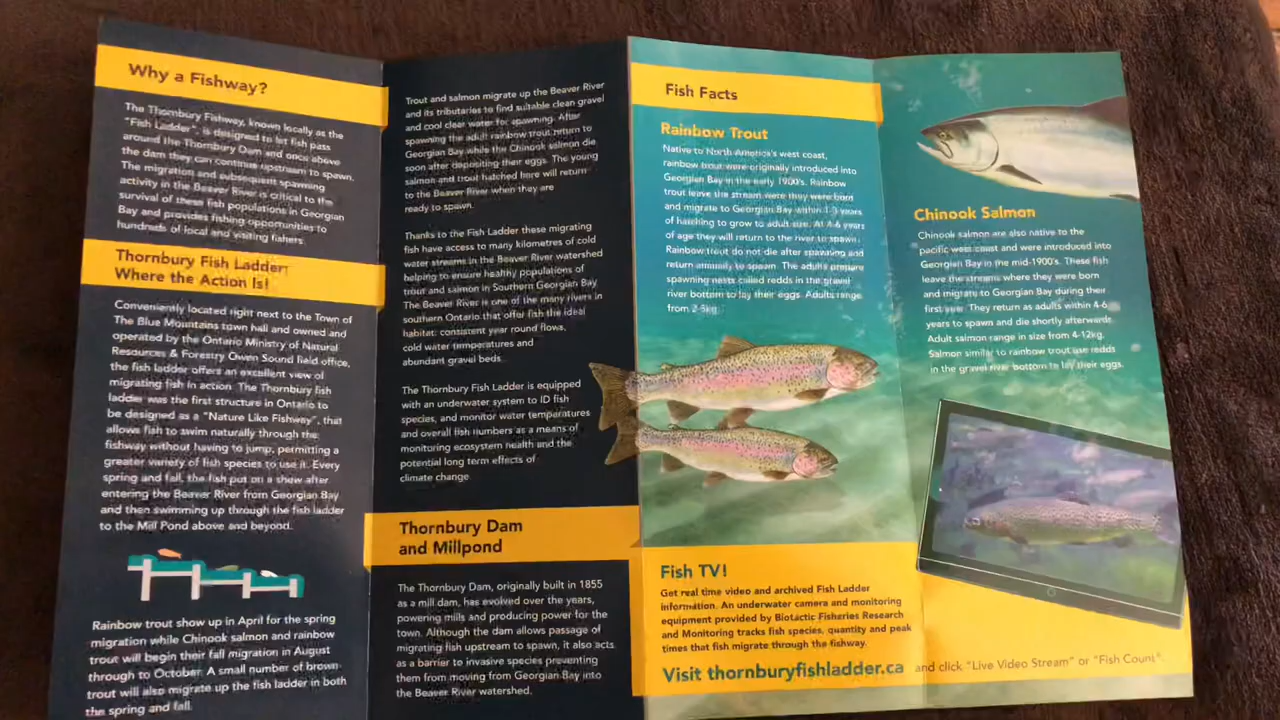 Why a Fishway?
The Thornbury Fishway, known locally as the
"Fish Ladder", is designed to let fish pass
around the Thornbury Dam and once above
the dam they can continue upstream to spawn.
The migration and subsequent spawning
activity in the Beaver River is critical to the
survival of these fish populations in Georgian
Bay and provides fishing opportunities to
hundreds of local and visiting fishers.
Thornbury Fish Ladder:
Where the Action Is!
Conveniently located right next to the Town of
The Blue Mountains town hall and owned and
operated by the Ontario Ministry of Natural
Resources & Forestry Owen Sound field office,
the fish ladder offers an excellent view of
migrating fish in action. The Thornbury fish
ladder was the first structure in Ontario to
be designed as a "Nature Like Fishway", that
allows fish to swim naturally through the
fishway without having to jump, permitting a
greater variety of fish species to use it. Every
spring and fall, the fish put on a show after
entering the Beaver River from Georgian Bay
and then swimming up through the fish ladder
to the Mill Pond above and beyond.
Rainbow trout show up in April for the spring
migration while Chinook salmon and rainbow
trout will begin their fall migration in August
through to October. A small number of brown
trout will also migrate up the fish ladder in both
the spring and fall.
Trout and salmon migrate up the Beaver River
and its tributaries to find suitable clean gravel
and cool clear water for spawning. After
spawning the adult rainbow trout return to
Georgian Bay while the Chinook salmon die
soon after depositing their eggs. The young
salmon and trout hatched here will return
to the Beaver River when they are
ready to spawn.
Thanks to the Fish Ladder these migrating
fish have access to many kilometres of cold
water streams in the Beaver River watershed
helping to ensure healthy populations of
trout and salmon in Southern Georgian Bay.
The Beaver River is one of the many rivers in
southern Ontario that offer fish the ideal
habitat: consistent year round flows,
cold water temperatures and
abundant gravel beds.
The Thornbury Fish Ladder is equipped
with an underwater system to ID fish
species, and monitor water temperatures
and overall fish numbers as a means of
monitoring ecosystem health and the
potential long term effects of
climate change.
Thornbury Dam
and Millpond
The Thornbury Dam, originally built in 1855
as a mill dam, has evolved over the years,
powering mills and producing power for the
town. Although the dam allows passage of
migrating fish upstream to spawn, it also acts
as a barrier to invasive species preventing
them from moving from Georgian Bay into
the Beaver River watershed.
Fish Facts
Rainbow Trout
Native to North America's west coast,
rainbow trout were originally introduced into
Georgian Bay in the early 1900's. Rainbow
trout leave the stream were they were born
and migrate to Georgian Bay within 1-3 years
of hatching to grow to adult size. At 4-6 years
of age they will return to the river to spawn.
Rainbow trout do not die after spawning and
return annually to spawn. The adults prepare
spawning nests called redds in the gravel
river bottom to lay their eggs. Adults range
from 2-5kg.
Chinook Salmon
Chinook salmon are also native to the
pacific west coast and were introduced into
Georgian Bay in the mid-1900's. These fish
leave the streams where they were born
and migrate to Georgian Bay during their
first year. They return as adults within 4-6
years to spawn and die shortly afterwards.
Adult salmon range in size from 4-12kg.
Salmon similar to rainbow trout use redds
in the gravel river bottom to lay their eggs.
Fish TV!
Get real time video and archived Fish Ladder
information. An underwater camera and monitoring
equipment provided by Biotactic Fisheries Research
and Monitoring tracks fish species, quantity and peak
times that fish migrate through the fishway.
Visit thornburyfishladder.ca and click "Live Video Stream" or "Fish Count".